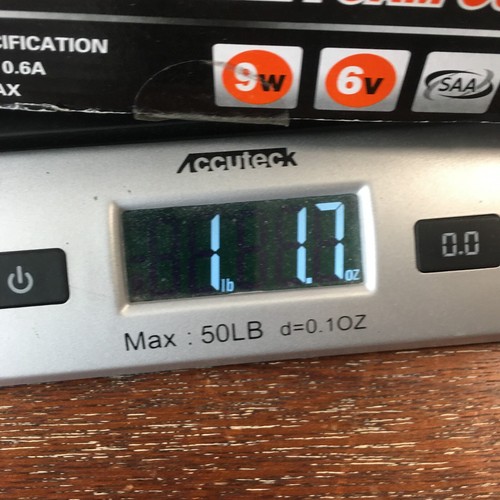 CIFICATION
0.6A
AX
9W
6V
SAA
Accuteck
1 lb 1.7 oz
0.0
Max : 50LB d=0.1OZ